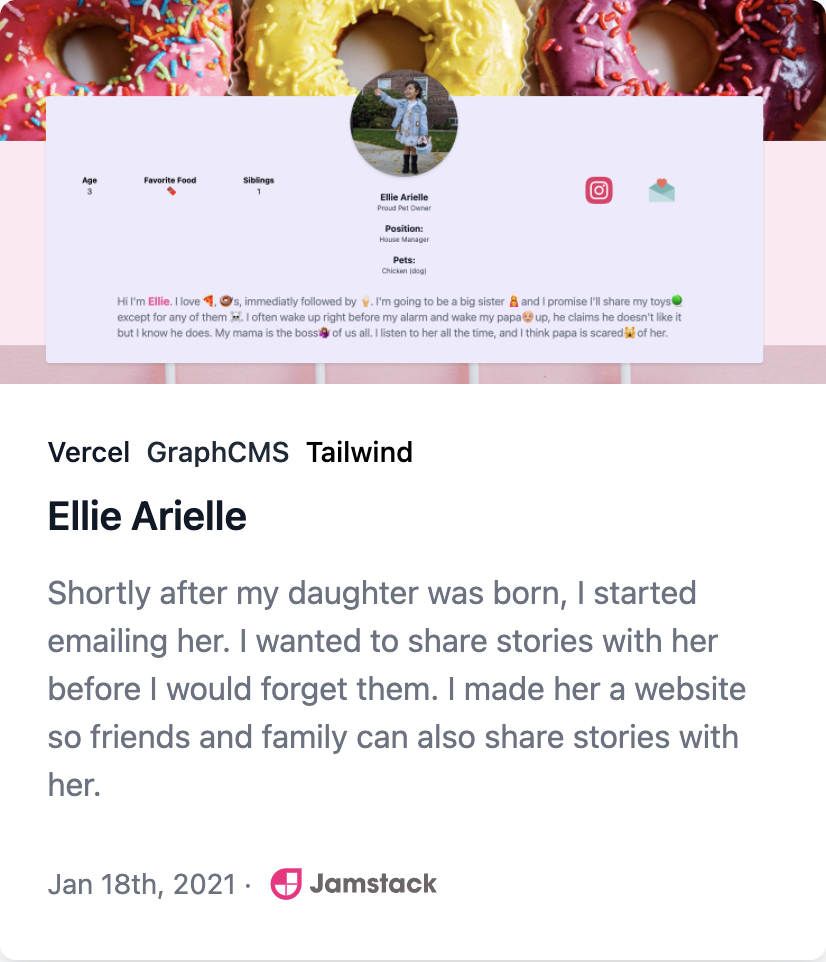 Age Favorite Food Siblings
3 1
Ellie Arielle
Proud Pet Owner
Position:
House Manager
Pets:
Chicken (dog)
Hi I'm Ellie. I love 🍕, 🍩's, immediatly followed by 🍦. I'm going to be a big sister 🤱 and I promise I'll share my toys
except for any of them ☠️. I often wake up right before my alarm and wake my papa up, he claims he doesn't like it
but I know he does. My mama is the boss of us all. I listen to her all the time, and I think papa is scared🙀of her.
Vercel GraphCMS Tailwind
Ellie Arielle
Shortly after my daughter was born, I started
emailing her. I wanted to share stories with her
before I would forget them. I made her a website
so friends and family can also share stories with
her.
Jan 18th, 2021 · Jamstack